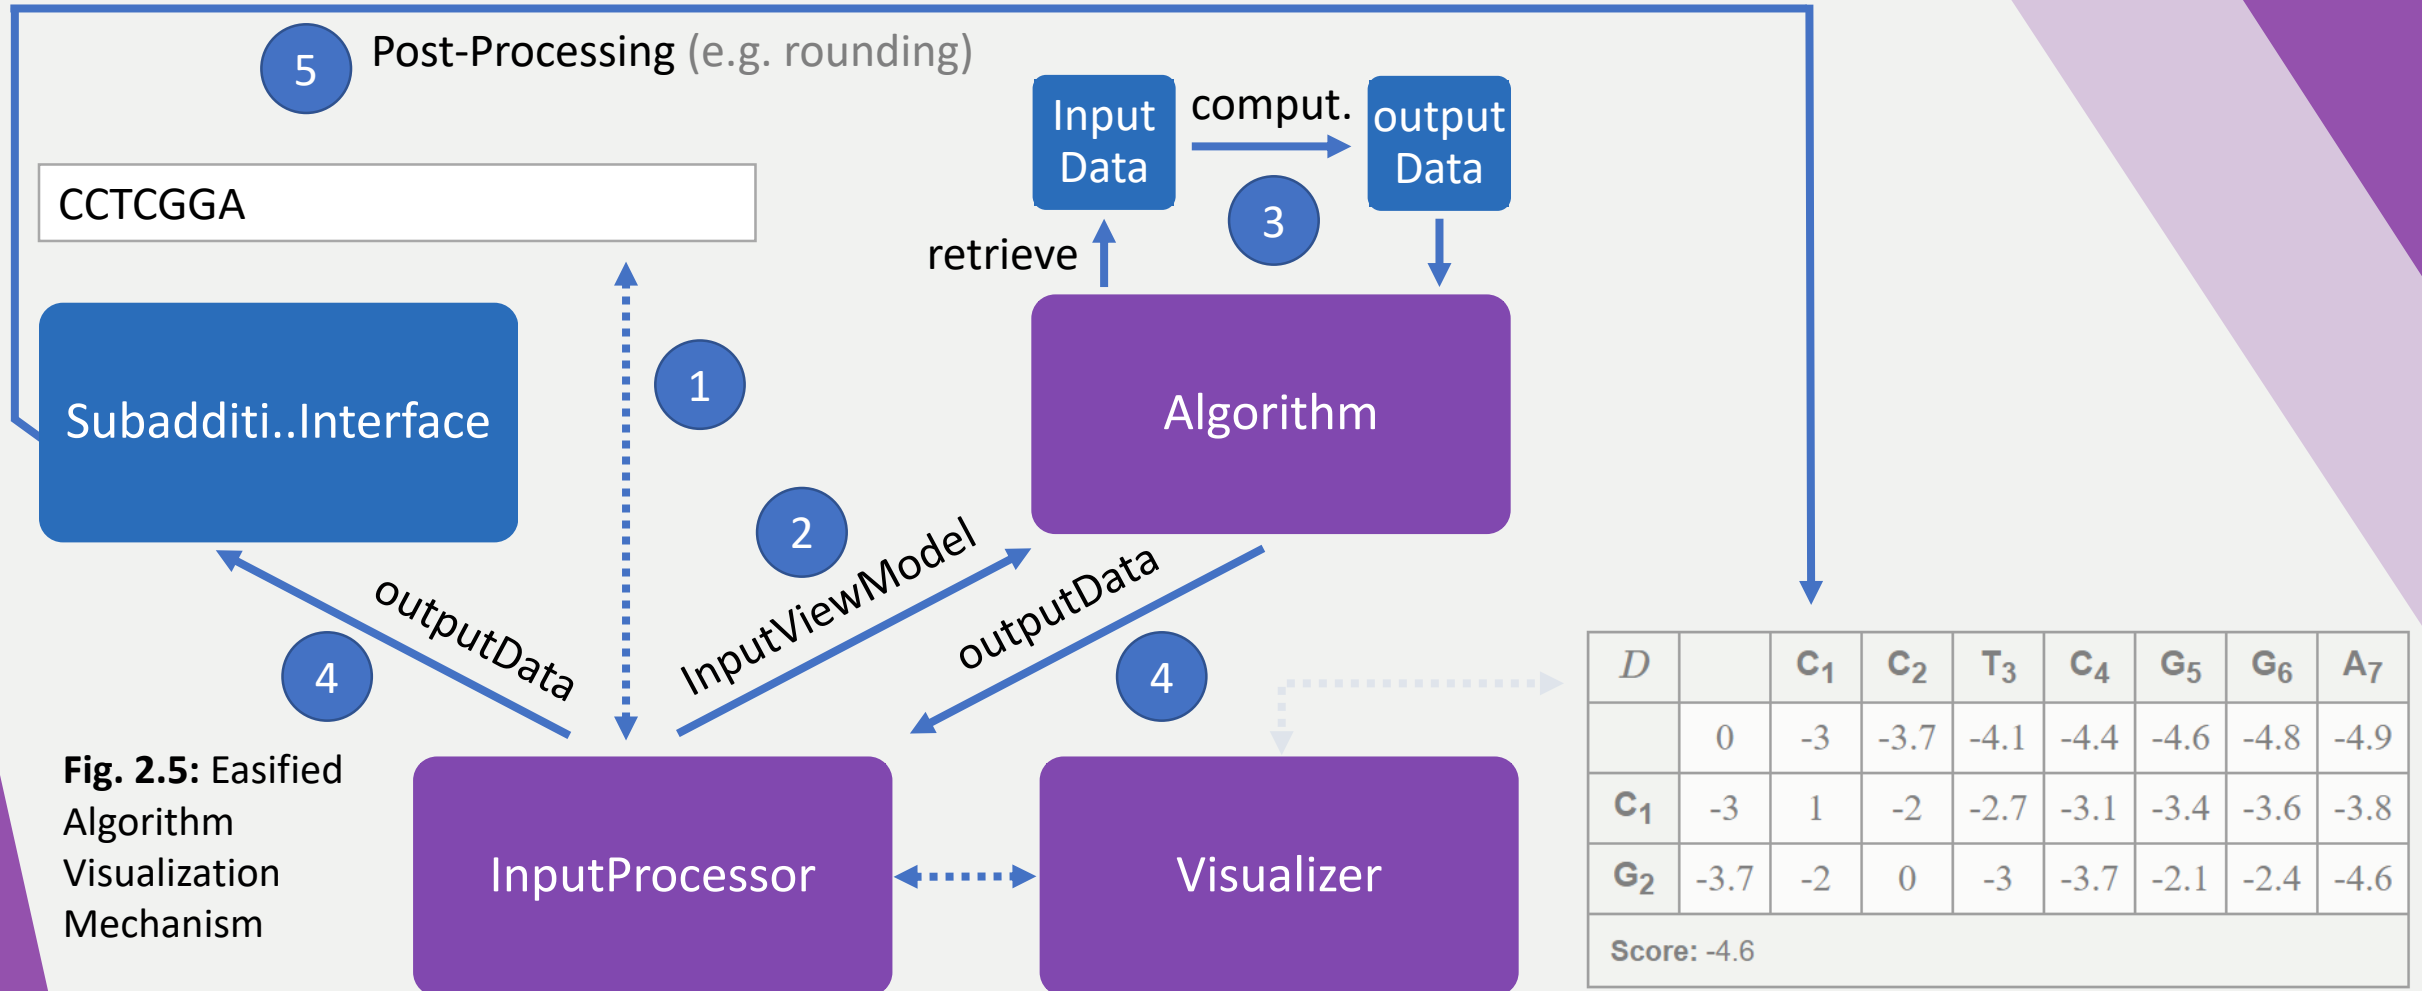 5 Post-Processing (e.g. rounding)
Input
Data
comput.
output
Data
3
CCTCGGA
retrieve
Subadditi..Interface
1
Algorithm
2
InputViewModel
outputData
4
outputData
4
Fig. 2.5: Easified
Algorithm
Visualization
Mechanism
InputProcessor
Visualizer
D C1 C2 T3 C4 G5 G6 A7
0 -3 -3.7 -4.1 -4.4 -4.6 -4.8 -4.9
C1 -3 1 -2 -2.7 -3.1 -3.4 -3.6 -3.8
G2 -3.7 -2 0 -3 -3.7 -2.1 -2.4 -4.6
Score: -4.6